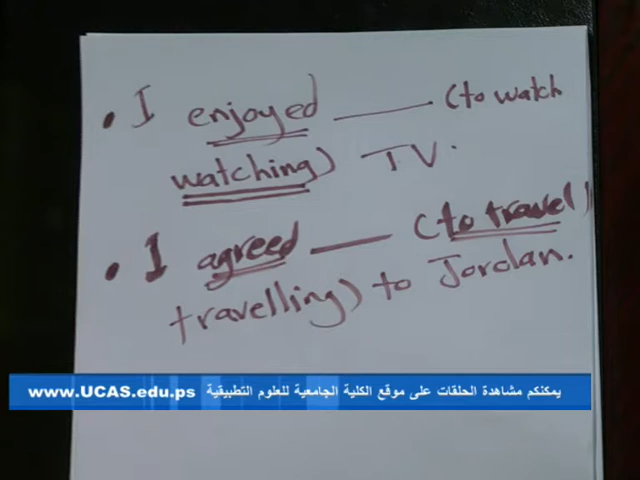 • I enjoyed ____ (to watch
watching) TV.
• I agreed ____ (to travel)
travelling) to Jordan.
يمكنكم مشاهدة الحلقات على موقع الكلية الجامعية للعلوم التطبيقية www.UCAS.edu.ps